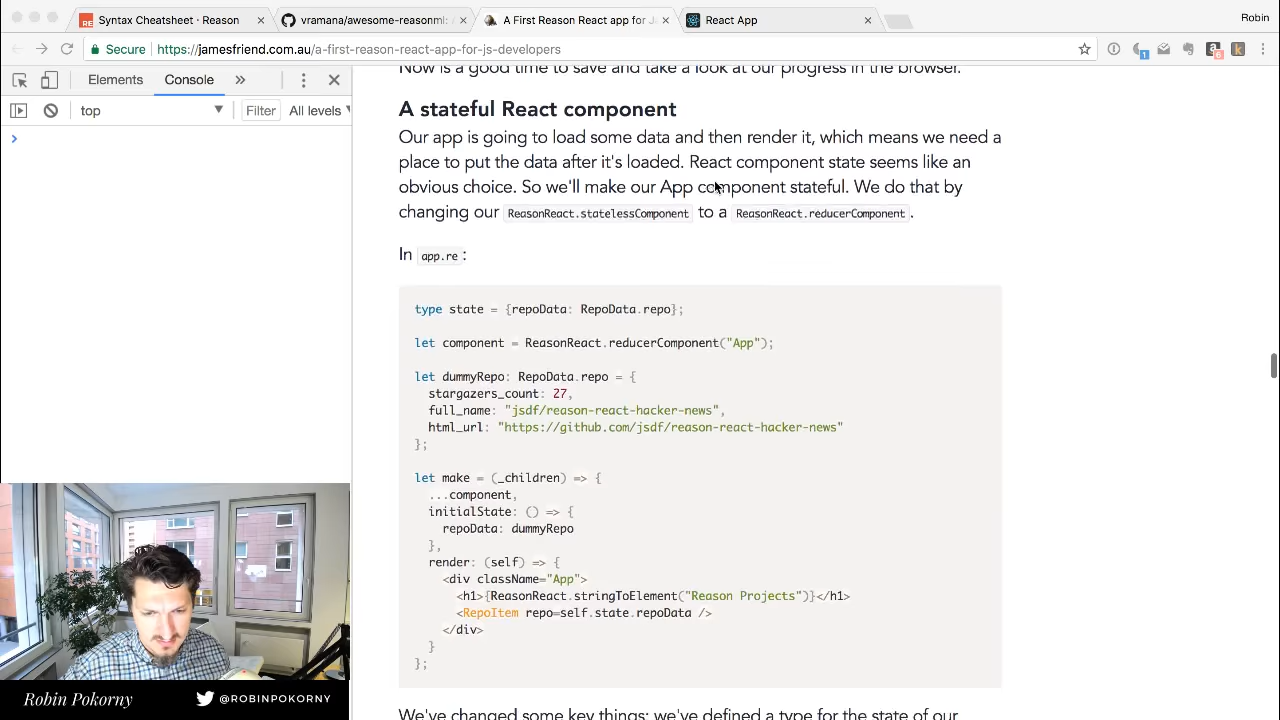 Syntax Cheatsheet · Reason
vramana/awesome-reasonml:
A First Reason React app for J
React App
Robin
Secure
https://jamesfriend.com.au/a-first-reason-react-app-for-js-developers
1
6
Elements
Console
top
Filter
All levels
Now is a good time to save and take a look at our progress in the browser.
A stateful React component
Our app is going to load some data and then render it, which means we need a
place to put the data after it's loaded. React component state seems like an
obvious choice. So we'll make our App component stateful. We do that by
changing our ReasonReact.statelessComponent to a ReasonReact.reducerComponent.
In app.re:
type state = {repoData: RepoData.repo};
let component = ReasonReact.reducerComponent("App");
let dummyRepo: RepoData.repo = {
stargazers_count: 27,
full_name: "jsdf/reason-react-hacker-news",
html_url: "https://github.com/jsdf/reason-react-hacker-news"
};
let make = (_children) => {
...component,
initialState: () => {
repoData: dummyRepo
},
render: (self) => {
<div className="App">
<h1>{ReasonReact.stringToElement("Reason Projects")}</h1>
<RepoItem repo=self.state.repoData />
</div>
}
};
We've changed some key things: we've defined a type for the state of our
Robin Pokorny
@ROBINPOKORNY